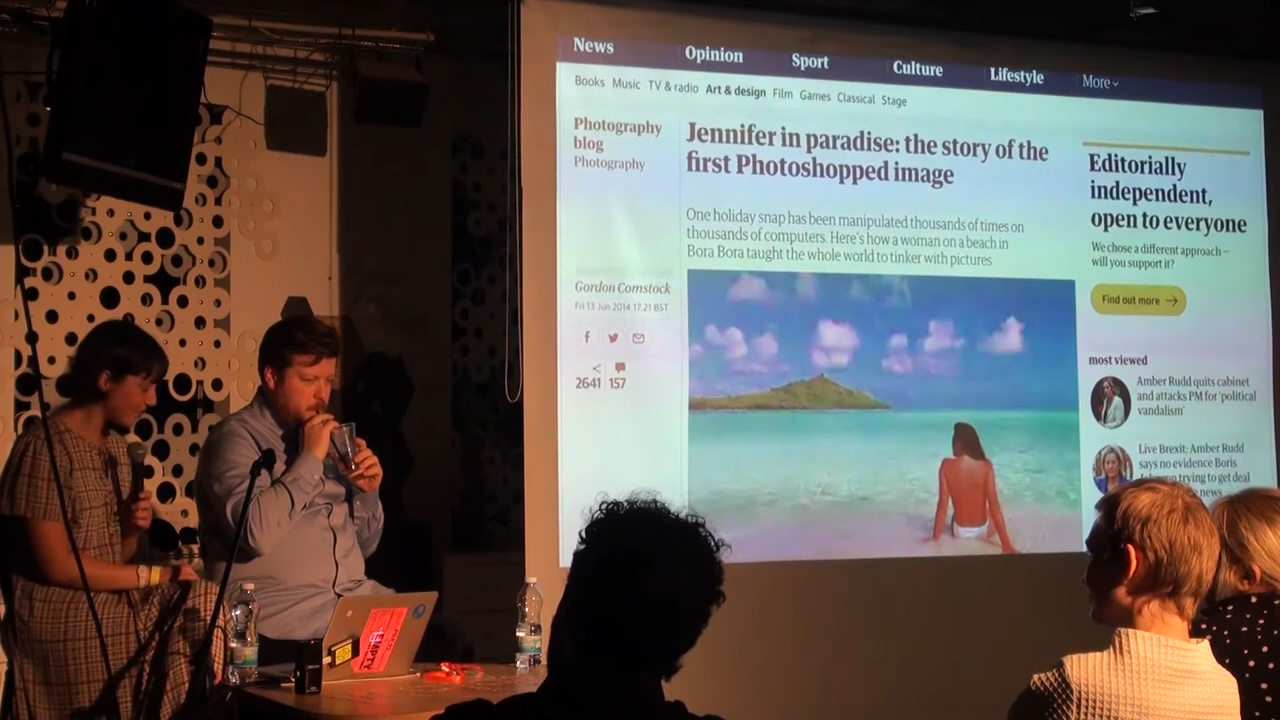 News Opinion Sport Culture Lifestyle More
Books Music TV & radio Art & design Film Games Classical Stage
Photography
blog
Photography
Jennifer in paradise: the story of the
first Photoshopped image
One holiday snap has been manipulated thousands of times on
thousands of computers. Here's how a woman on a beach in
Bora Bora taught the whole world to tinker with pictures
Gordon Comstock
Fri 13 Jun 2014 17.21 BST
2641 157
Editorially
independent,
open to everyone
We chose a different approach –
will you support it?
Find out more →
most viewed
Amber Rudd quits cabinet
and attacks PM for 'political
vandalism'
Live Brexit: Amber Rudd
says no evidence Boris
trying to get deal
news
EMPTY